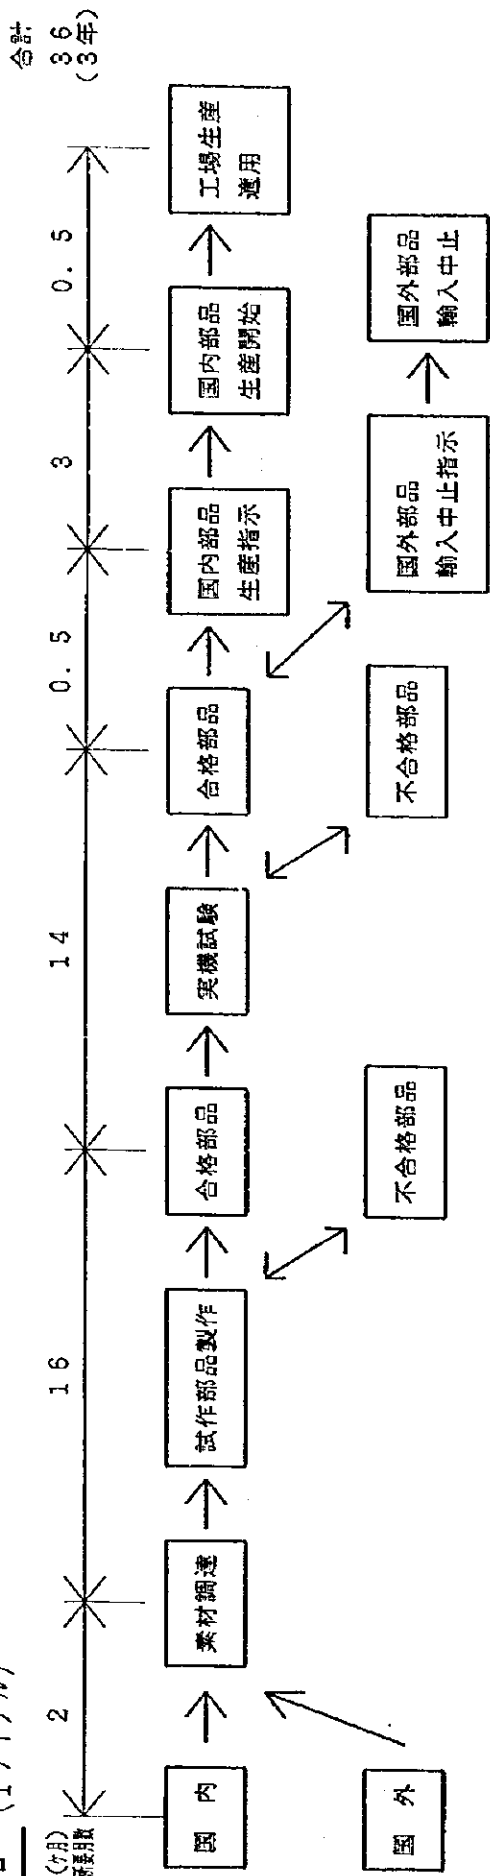 (1サイクル)
(ヶ月)
所要月数
2
16
14
0.5
3
0.5
合計
36
(3年)
国内
素材調達
試作部品製作
合格部品
実機試験
合格部品
国内部品
生産指示
国内部品
生産開始
工場生産
適用
国外
不合格部品
不合格部品
国外部品
輸入中止指示
国外部品
輸入中止